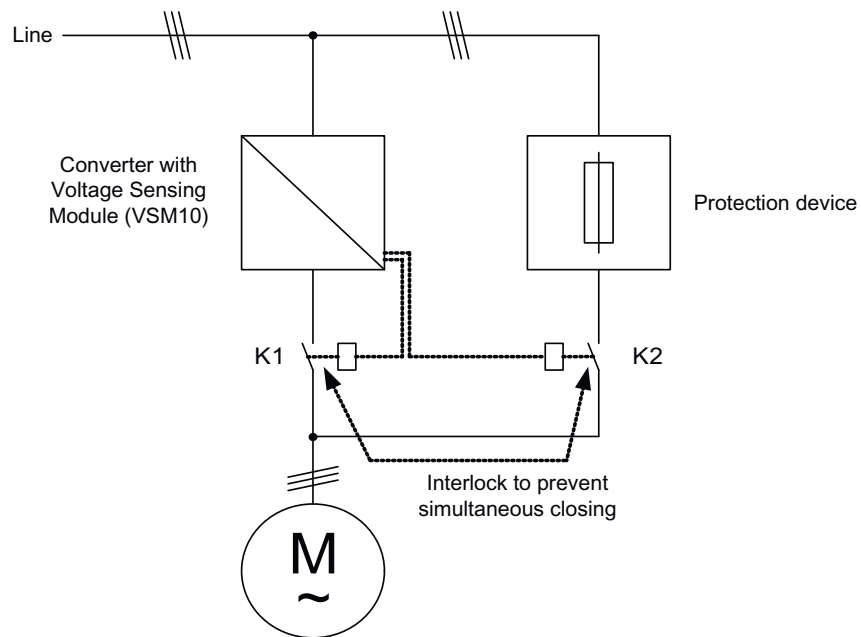 Line
Converter with
Voltage Sensing
Module (VSM10)
Protection device
K1
K2
Interlock to prevent
simultaneous closing
M
~